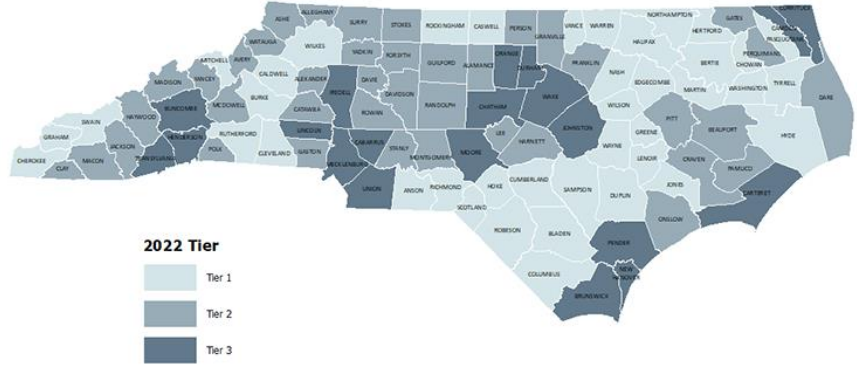 ALLEGHANY
ASHE
SURRY
STOKES
ROCKINGHAM
CASWELL
PERSON
GRANVILLE
VANCE
WARREN
NORTHAMPTON
GATES
CURRITUCK
HERTFORD
PASQUOTANK
WATAUGA
WILKES
YADKIN
FORSYTH
GUILFORD
ALAMANCE
ORANGE
DURHAM
FRANKLIN
HALIFAX
BERTIE
CHOWAN
PERQUIMANS
MITCHELL
AVERY
CALDWELL
ALEXANDER
IREDELL
DAVIE
DAVIDSON
RANDOLPH
CHATHAM
WAKE
NASH
EDGECOMBE
MARTIN
WASHINGTON
TYRRELL
DARE
MADISON
YANCEY
MCDOWELL
BURKE
CATAWBA
ROWAN
JOHNSTON
WILSON
PITT
BEAUFORT
HYDE
SWAIN
HAYWOOD
BUNCOMBE
RUTHERFORD
LINCOLN
CABARRUS
LEE
HARNETT
WAYNE
GREENE
GRAHAM
JACKSON
HENDERSON
POLK
CLEVELAND
GASTON
STANLY
MONTGOMERY
MOORE
LENOIR
CRAVEN
PAMLICO
CHEROKEE
CLAY
MACON
TRANSYLVANIA
MECKLENBURG
UNION
ANSON
RICHMOND
HOKE
CUMBERLAND
SAMPSON
DUPLIN
JONES
CARTERET
SCOTLAND
ROBESON
BLADEN
ONSLOW
PENDER
COLUMBUS
NEW
HANOVER
BRUNSWICK
2022 Tier
Tier 1
Tier 2
Tier 3